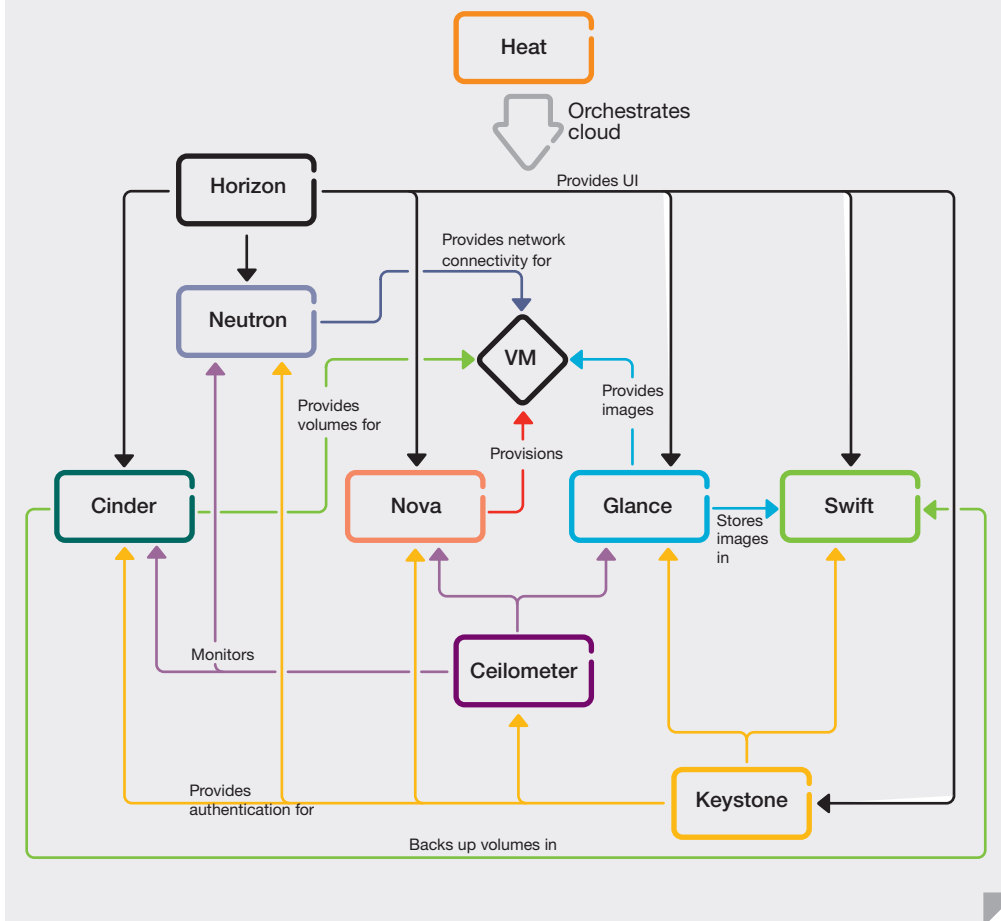 Heat
Orchestrates
cloud
Horizon
Provides UI
Provides network
connectivity for
Neutron
VM
Provides
volumes for
Provides
images
Provisions
Cinder
Nova
Glance
Swift
Stores
images
in
Monitors
Ceilometer
Provides
authentication for
Keystone
Backs up volumes in